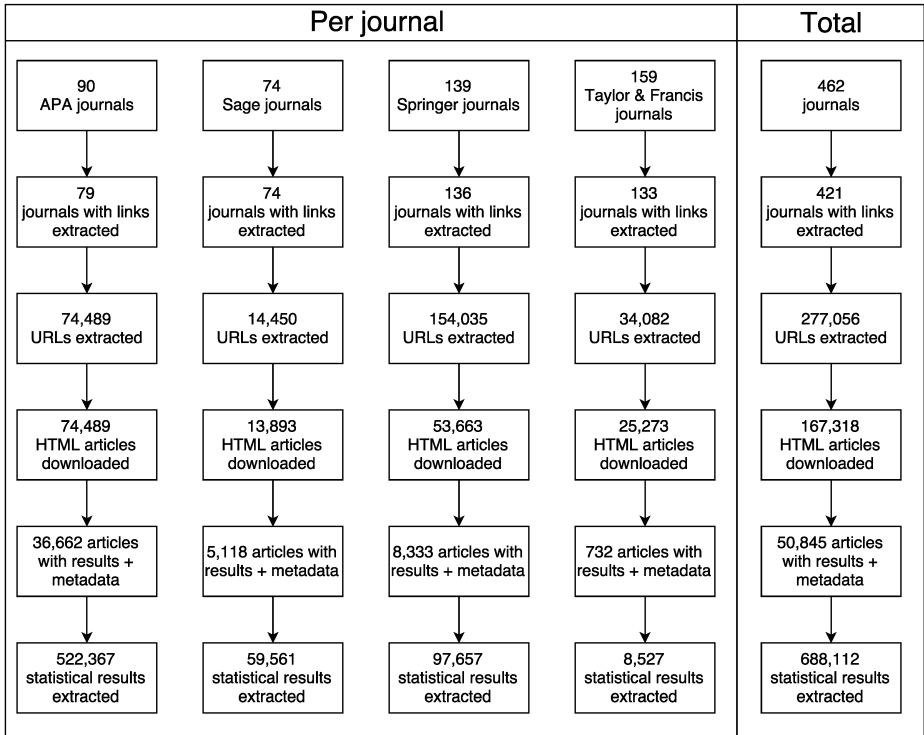 Per journal
Total
90
APA journals
74
Sage journals
139
Springer journals
159
Taylor & Francis
journals
462
journals
79
journals with links
extracted
74
journals with links
extracted
136
journals with links
extracted
133
journals with links
extracted
421
journals with links
extracted
74,489
URLs extracted
14,450
URLs extracted
154,035
URLs extracted
34,082
URLs extracted
277,056
URLs extracted
74,489
HTML articles
downloaded
13,893
HTML articles
downloaded
53,663
HTML articles
downloaded
25,273
HTML articles
downloaded
167,318
HTML articles
downloaded
36,662 articles
with results +
metadata
5,118 articles with
results + metadata
8,333 articles with
results + metadata
732 articles with
results + metadata
50,845 articles
with results +
metadata
522,367
statistical results
extracted
59,561
statistical results
extracted
97,657
statistical results
extracted
8,527
statistical results
extracted
688,112
statistical results
extracted